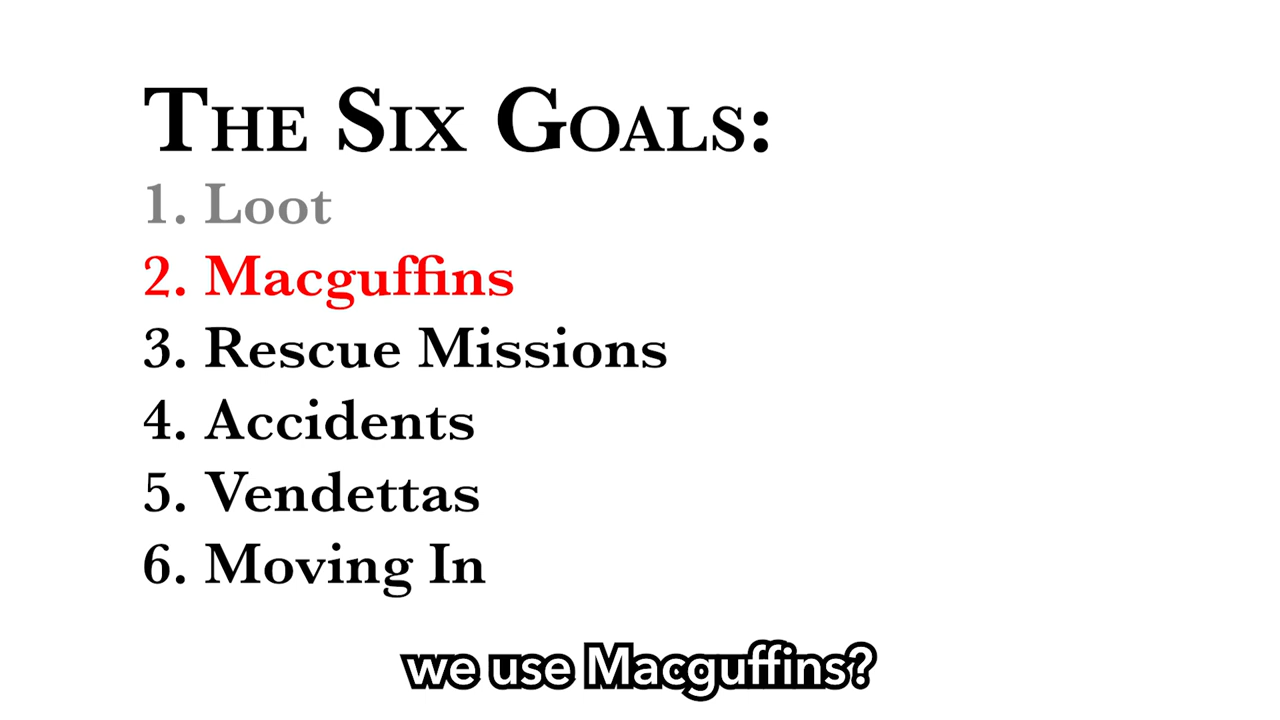 The Six Goals:
1. Loot
2. Macguffins
3. Rescue Missions
4. Accidents
5. Vendettas
6. Moving In
we use Macguffins?